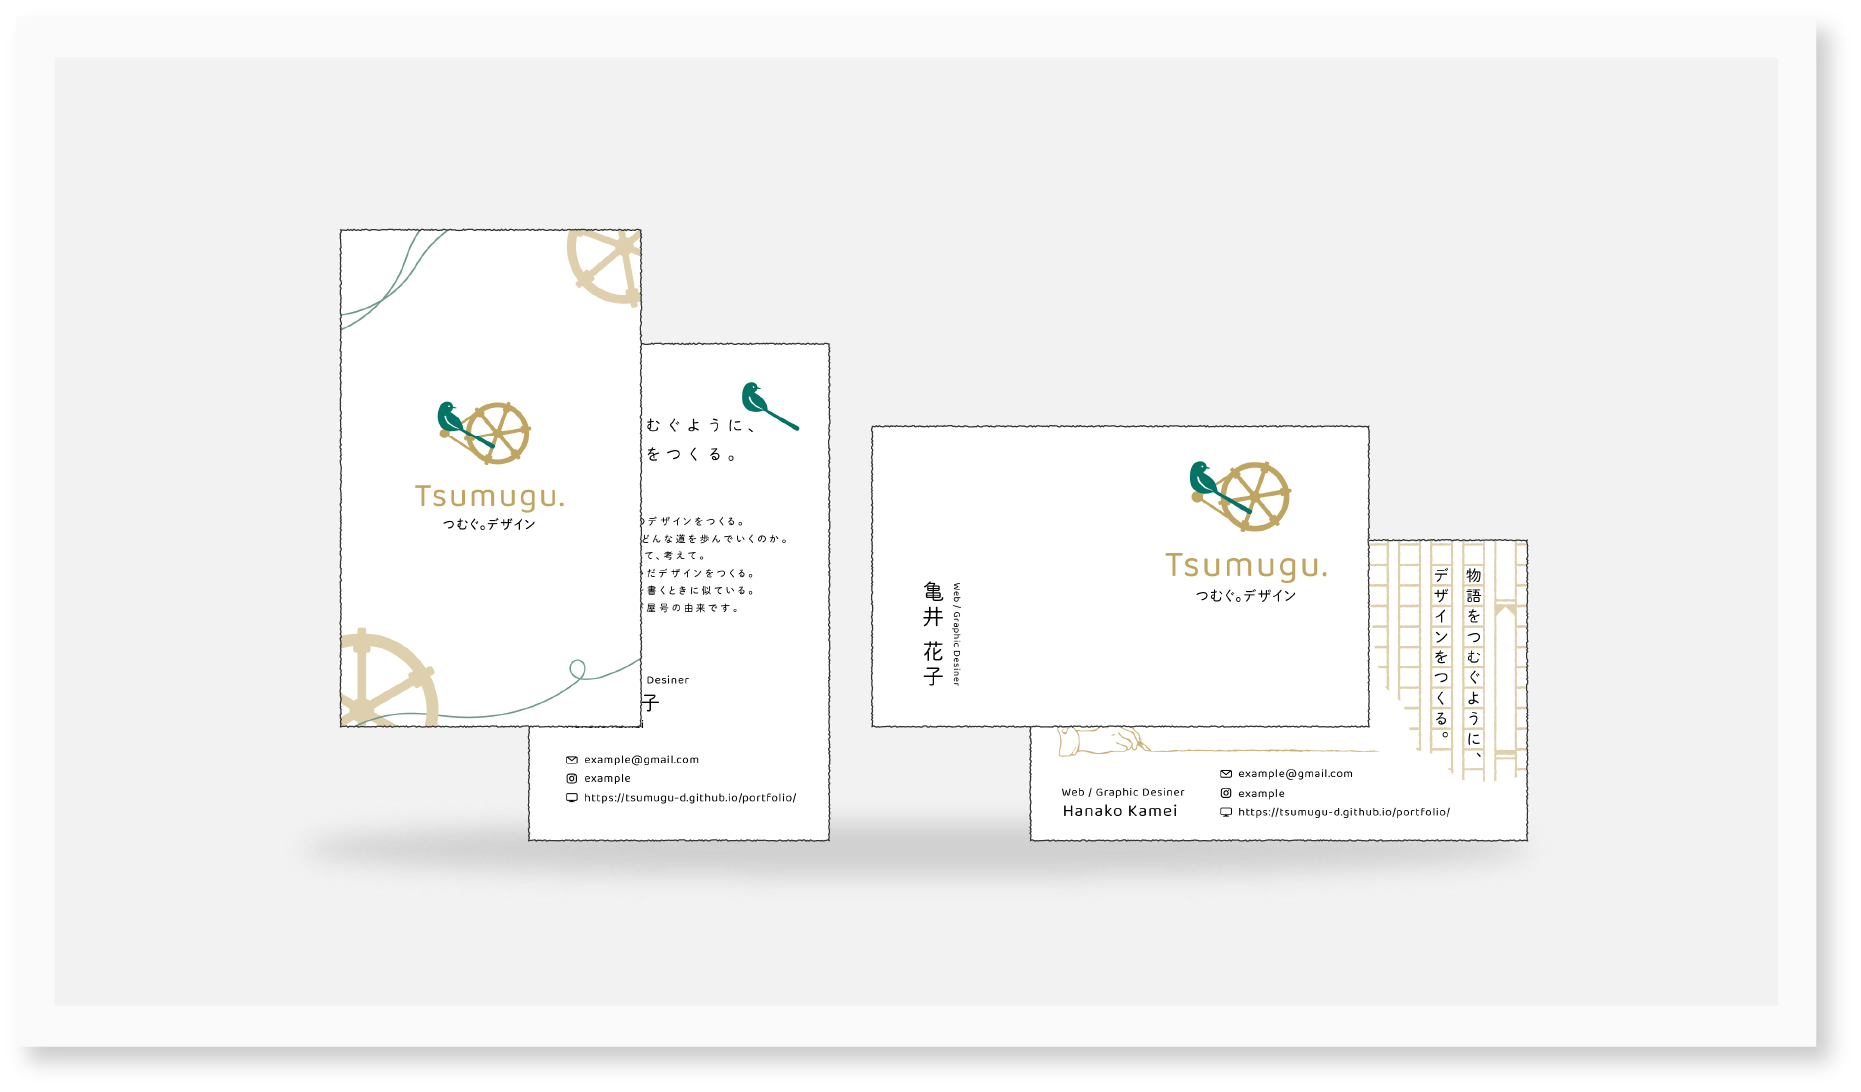 Tsumugu.
つむぐ。デザイン
むぐように、
をつくる。
デザインをつくる。
どんな道を歩んでいくのか。
て、考えて。
だデザインをつくる。
書くときに似ている。
屋号の由来です。
Desiner
子
example@gmail.com
example
https://tsumugu-d.github.io/portfolio/
Tsumugu.
つむぐ。デザイン
Web / Graphic Desiner
亀井 花子
物語をつむぐように、
デザインをつくる。
Web / Graphic Desiner
Hanako Kamei
example@gmail.com
example
https://tsumugu-d.github.io/portfolio/